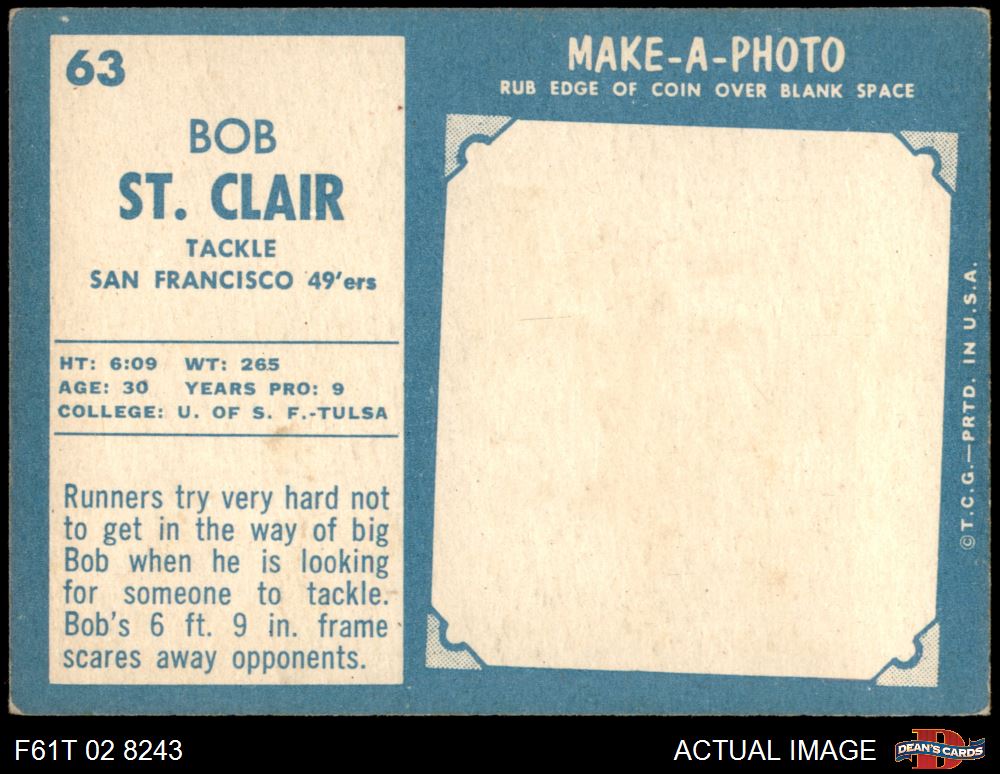 63
BOB
ST. CLAIR
TACKLE
SAN FRANCISCO 49'ers
HT: 6:09 WT: 265
AGE: 30 YEARS PRO: 9
COLLEGE: U. OF S. F.-TULSA
Runners try very hard not
to get in the way of big
Bob when he is looking
for someone to tackle.
Bob's 6 ft. 9 in. frame
scares away opponents.
MAKE-A-PHOTO
RUB EDGE OF COIN OVER BLANK SPACE
©T.C.G.—PRTD. IN U.S.A.
F61T 02 8243
ACTUAL IMAGE
D
DEAN'S CARDS